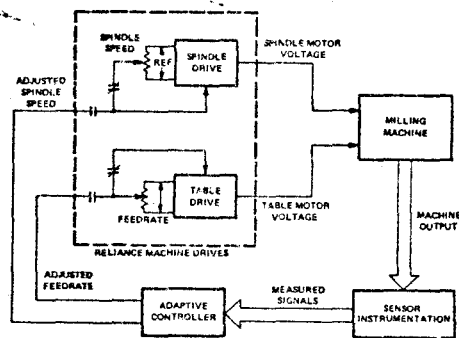 SPINDLE
SPEED
REF
SPINDLE
DRIVE
SPINDLE MOTOR
VOLTAGE
ADJUSTED
SPINDLE
SPEED
MILLING
MACHINE
TABLE
DRIVE
FEEDRATE
TABLE MOTOR
VOLTAGE
RELIANCE MACHINE DRIVES
MACHINE
OUTPUT
ADJUSTED
FEEDRATE
MEASURED
SIGNALS
ADAPTIVE
CONTROLLER
SENSOR
INSTRUMENTATION